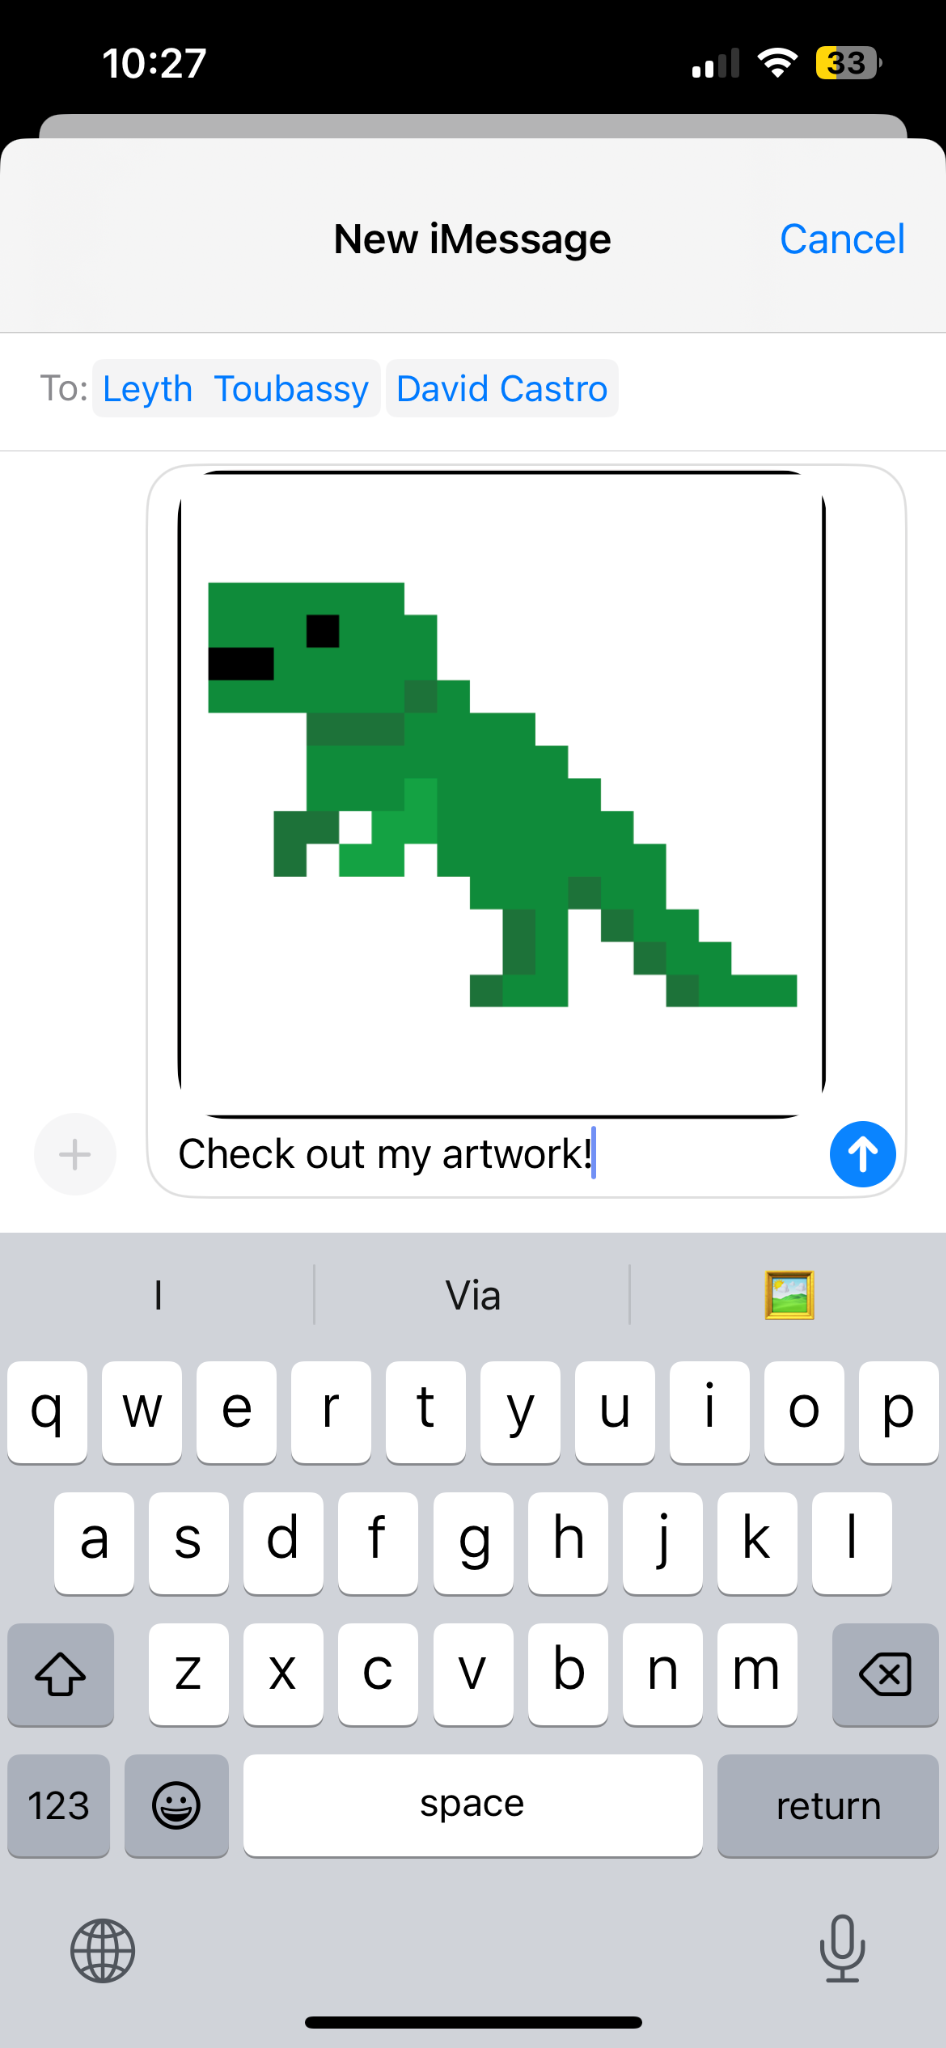 10:27 33
New iMessage Cancel
To: Leyth Toubassy David Castro
Check out my artwork!
I Via
q w e r t y u i o p
a s d f g h j k l
z x c v b n m
123 space return